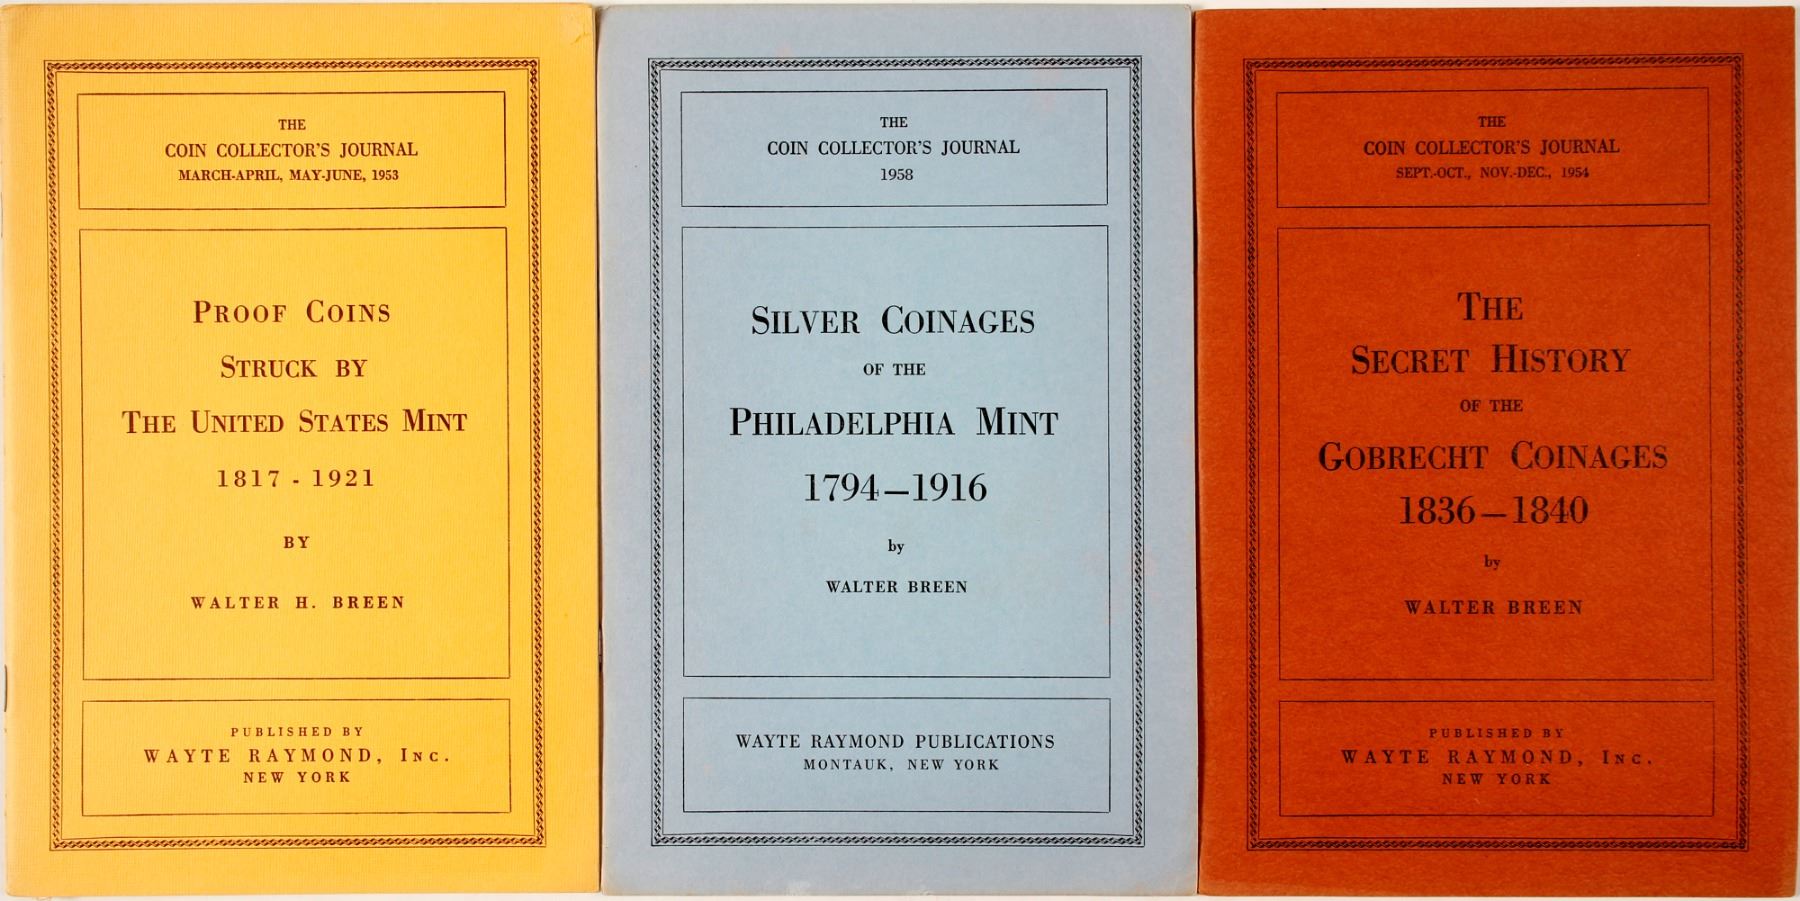 THE
COIN COLLECTOR'S JOURNAL
MARCH-APRIL, MAY-JUNE, 1953
PROOF COINS
STRUCK BY
THE UNITED STATES MINT
1817 - 1921
BY
WALTER H. BREEN
PUBLISHED BY
WAYTE RAYMOND, INC.
NEW YORK
THE
COIN COLLECTOR'S JOURNAL
1958
SILVER COINAGES
OF THE
PHILADELPHIA MINT
1794—1916
by
WALTER BREEN
WAYTE RAYMOND PUBLICATIONS
MONTAUK, NEW YORK
THE
COIN COLLECTOR'S JOURNAL
SEPT.-OCT., NOV.-DEC., 1954
THE
SECRET HISTORY
OF THE
GOBRECHT COINAGES
1836—1840
by
WALTER BREEN
PUBLISHED BY
WAYTE RAYMOND, INC.
NEW YORK